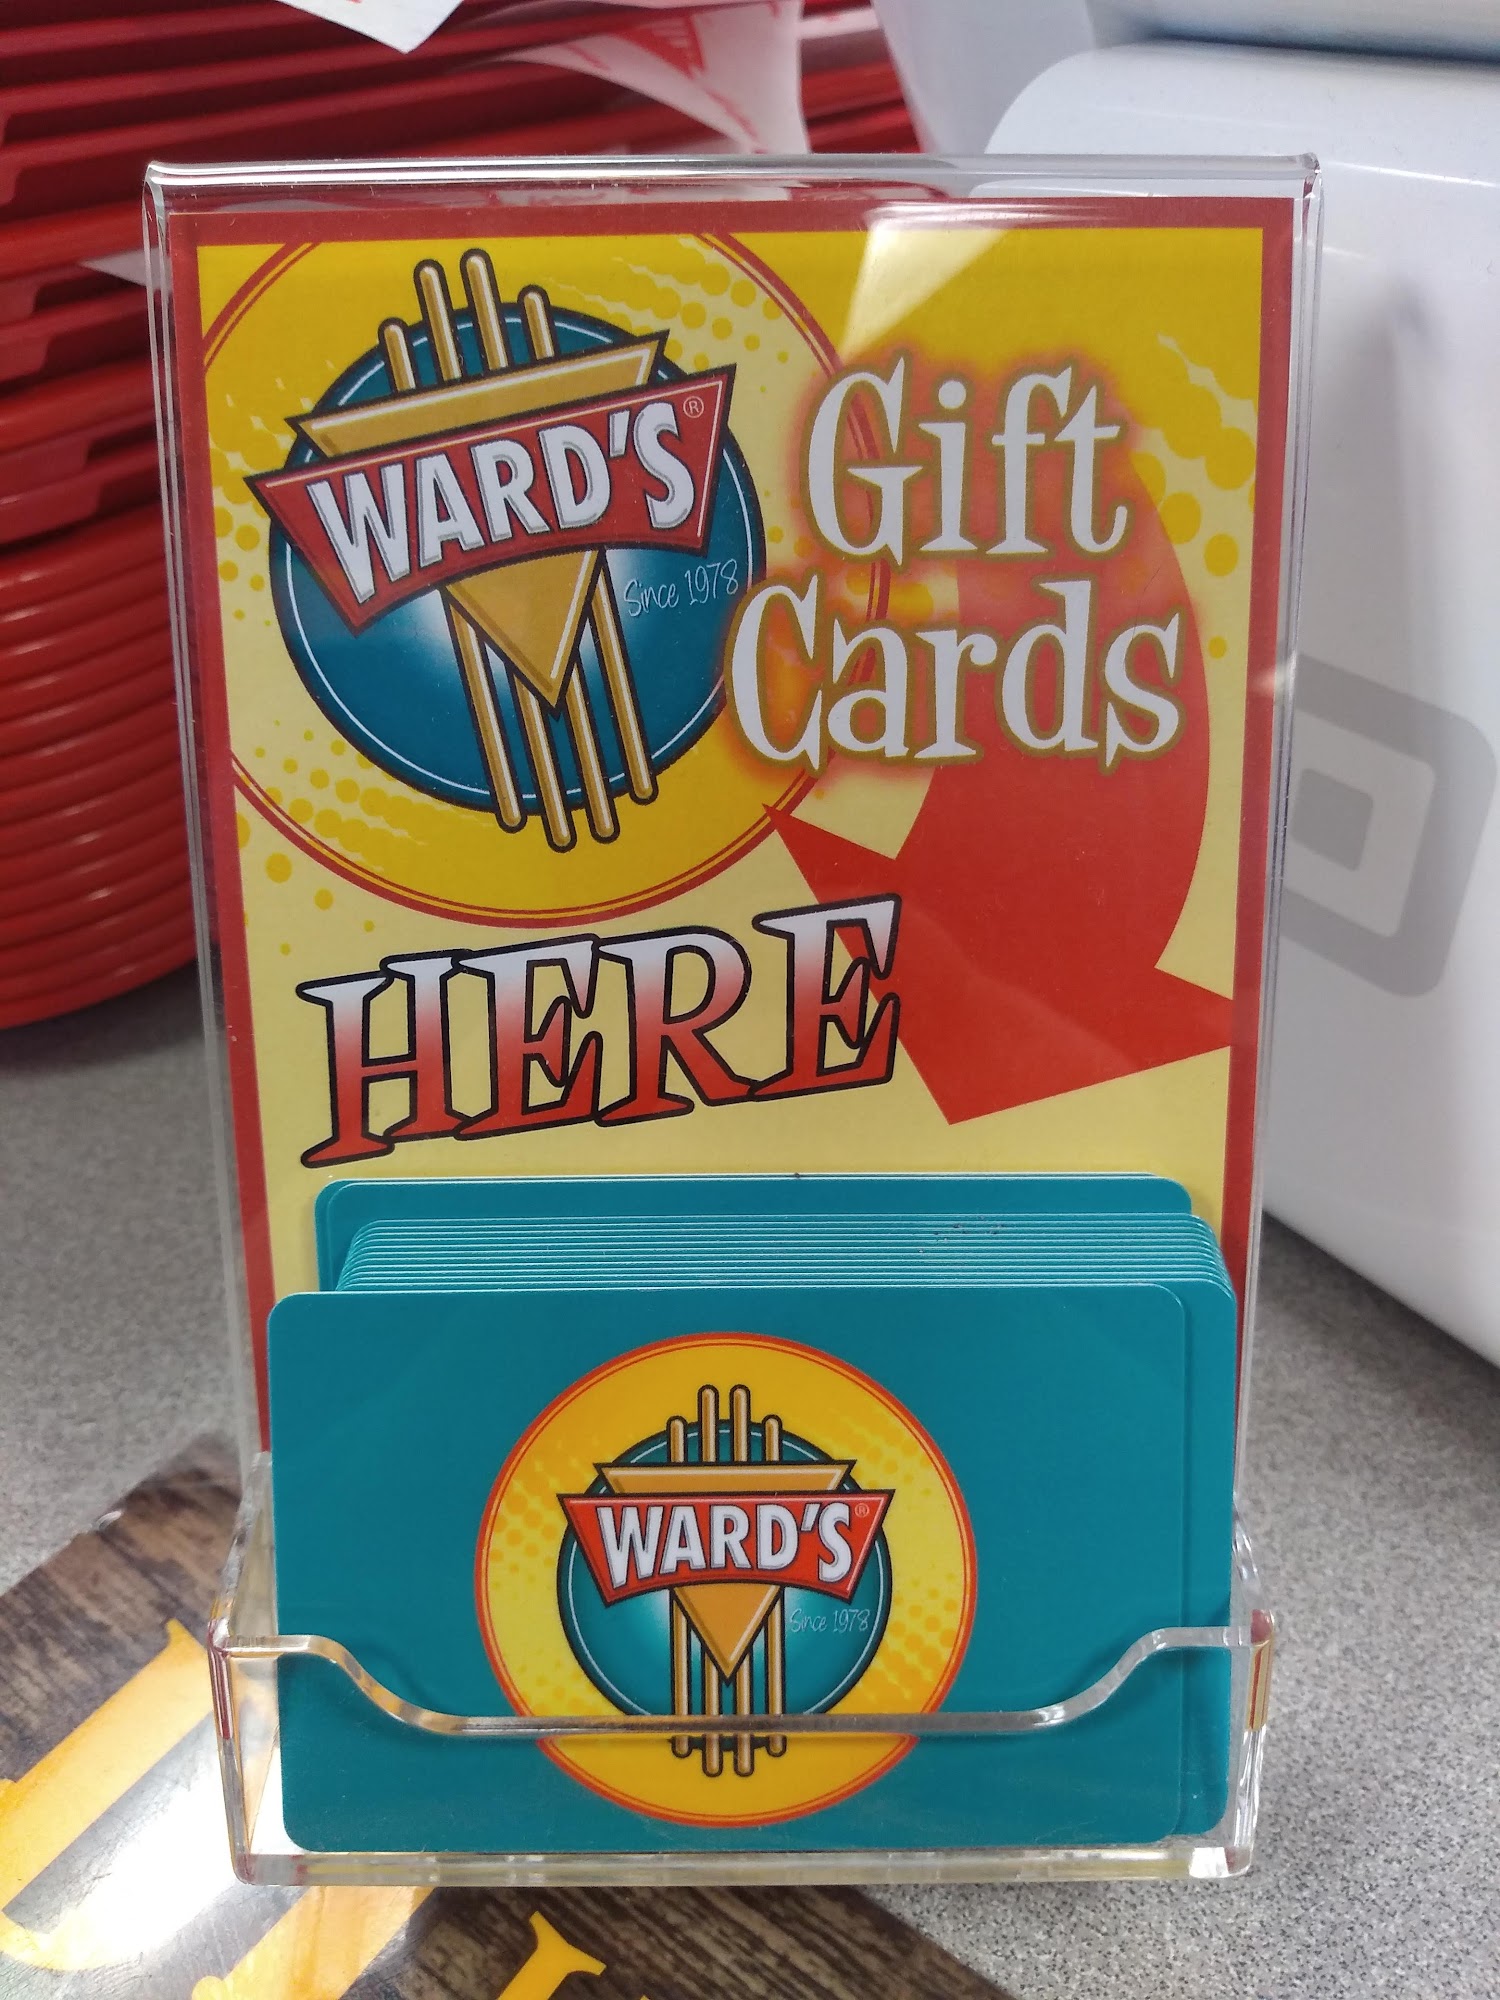 WARD'S®
Since 1978
Gift
Cards
HERE
WARD'S®
Since 1978